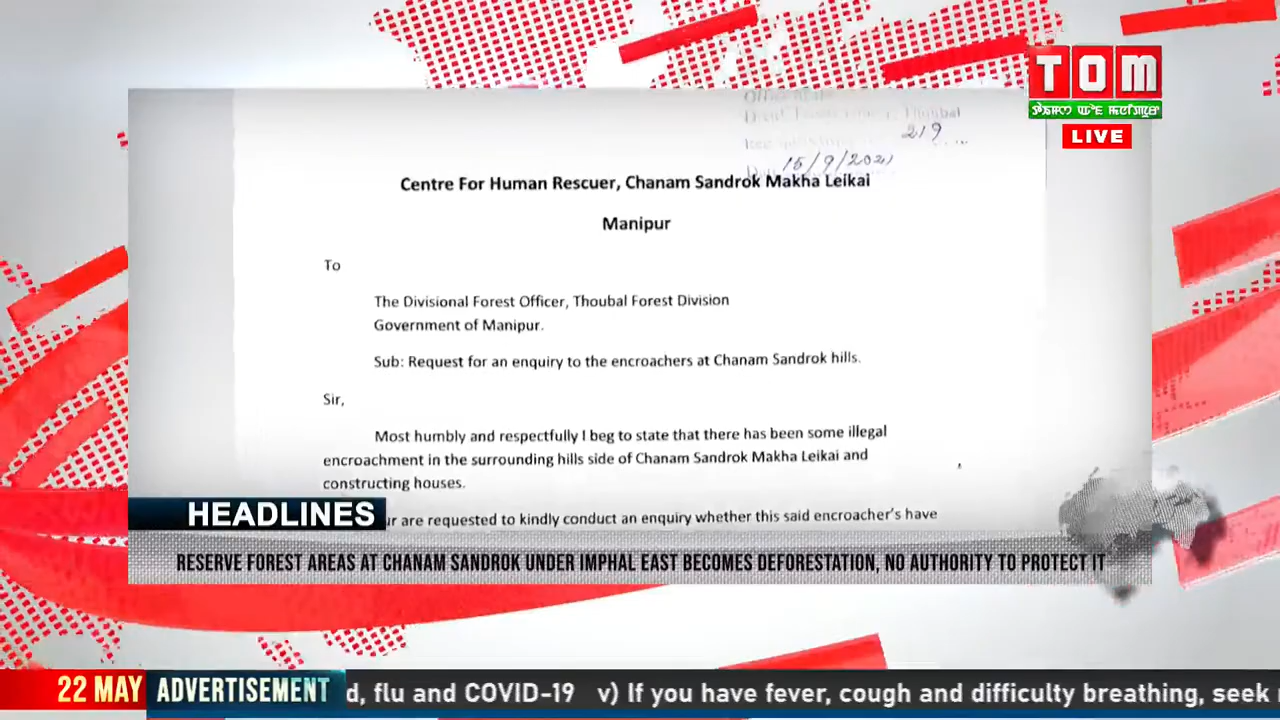 TOM
LIVE
219
15/9/2021
Centre For Human Rescuer, Chanam Sandrok Makha Leikai
Manipur
To
The Divisional Forest Officer, Thoubal Forest Division
Government of Manipur.
Sub: Request for an enquiry to the encroachers at Chanam Sandrok hills.
Sir,
Most humbly and respectfully I beg to state that there has been some illegal
encroachment in the surrounding hills side of Chanam Sandrok Makha Leikai and
constructing houses.
HEADLINES
ur are requested to kindly conduct an enquiry whether this said encroacher's have
RESERVE FOREST AREAS AT CHANAM SANDROK UNDER IMPHAL EAST BECOMES DEFORESTATION, NO AUTHORITY TO PROTECT IT
22 MAY ADVERTISEMENT d, flu and COVID-19 v) If you have fever, cough and difficulty breathing, seek